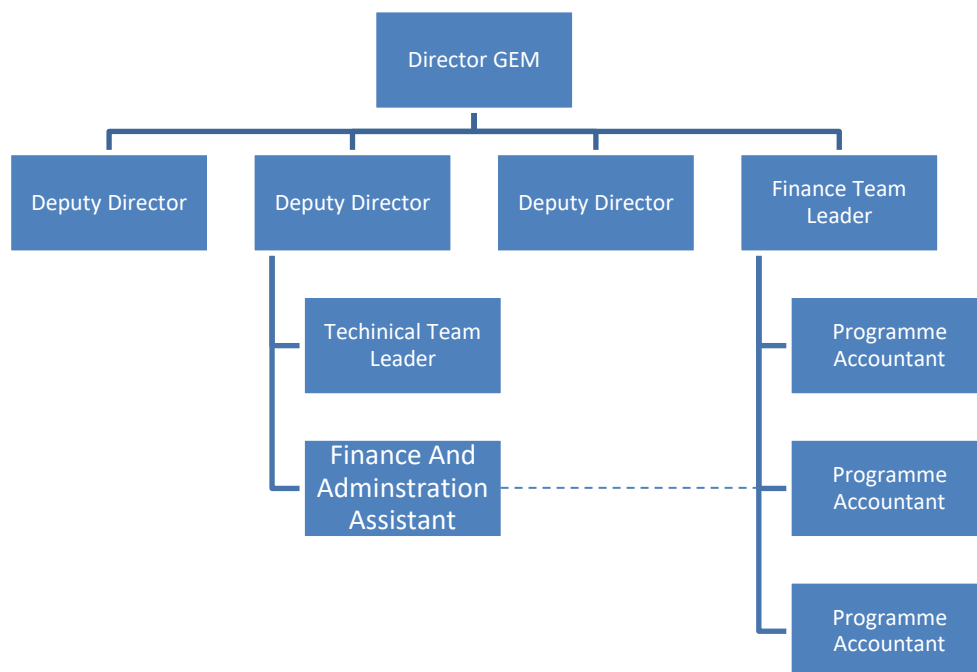 Director GEM
Deputy Director
Deputy Director
Deputy Director
Finance Team
Leader
Techinical Team
Leader
Programme
Accountant
Finance And
Adminstration
Assistant
Programme
Accountant
Programme
Accountant